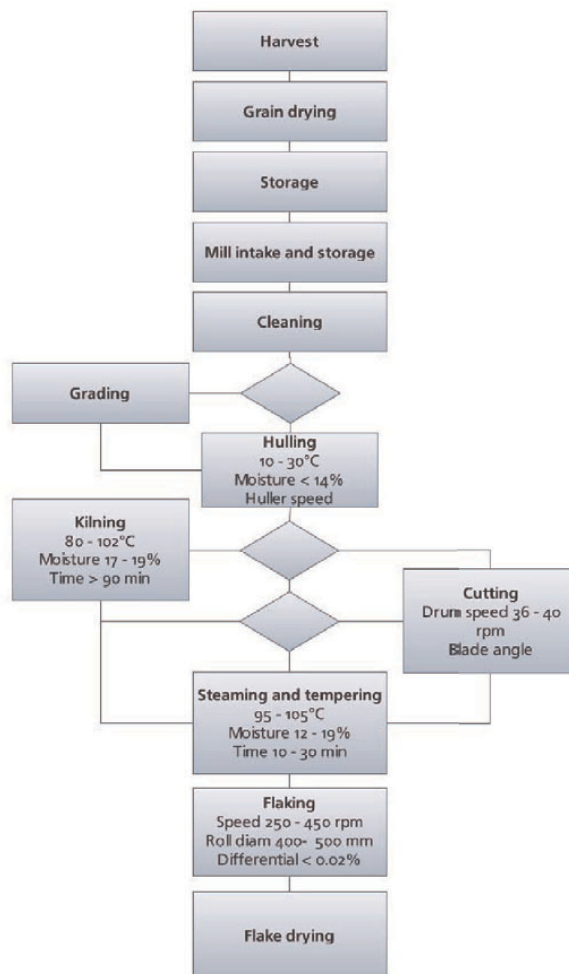 Harvest
Grain drying
Storage
Mill intake and storage
Cleaning
Grading
Hulling
10 - 30°C
Moisture < 14%
Huller speed
Kilning
80 - 102°C
Moisture 17 - 19%
Time > 90 min
Cutting
Drum speed 36 - 40
rpm
Blade angle
Steaming and tempering
95 - 105°C
Moisture 12 - 19%
Time 10 - 30 min
Flaking
Speed 250 - 450 rpm
Roll diam 400- 500 mm
Differential < 0.02%
Flake drying